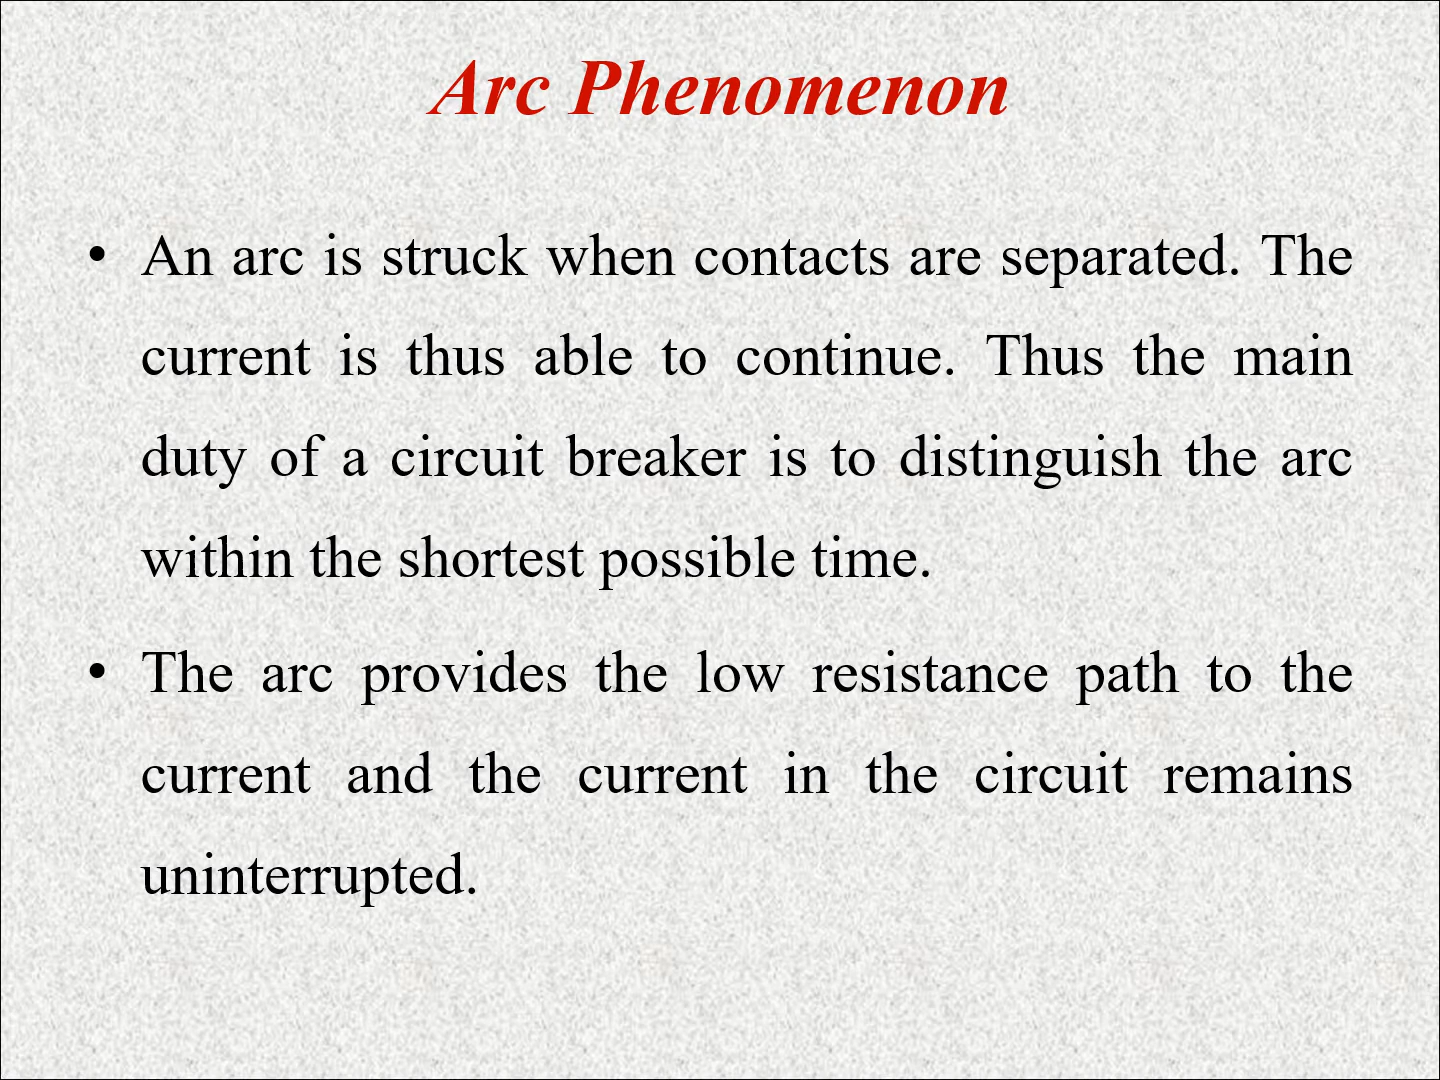 Arc Phenomenon
• An arc is struck when contacts are separated. The
current is thus able to continue. Thus the main
duty of a circuit breaker is to distinguish the arc
within the shortest possible time.
• The arc provides the low resistance path to the
current and the current in the circuit remains
uninterrupted.